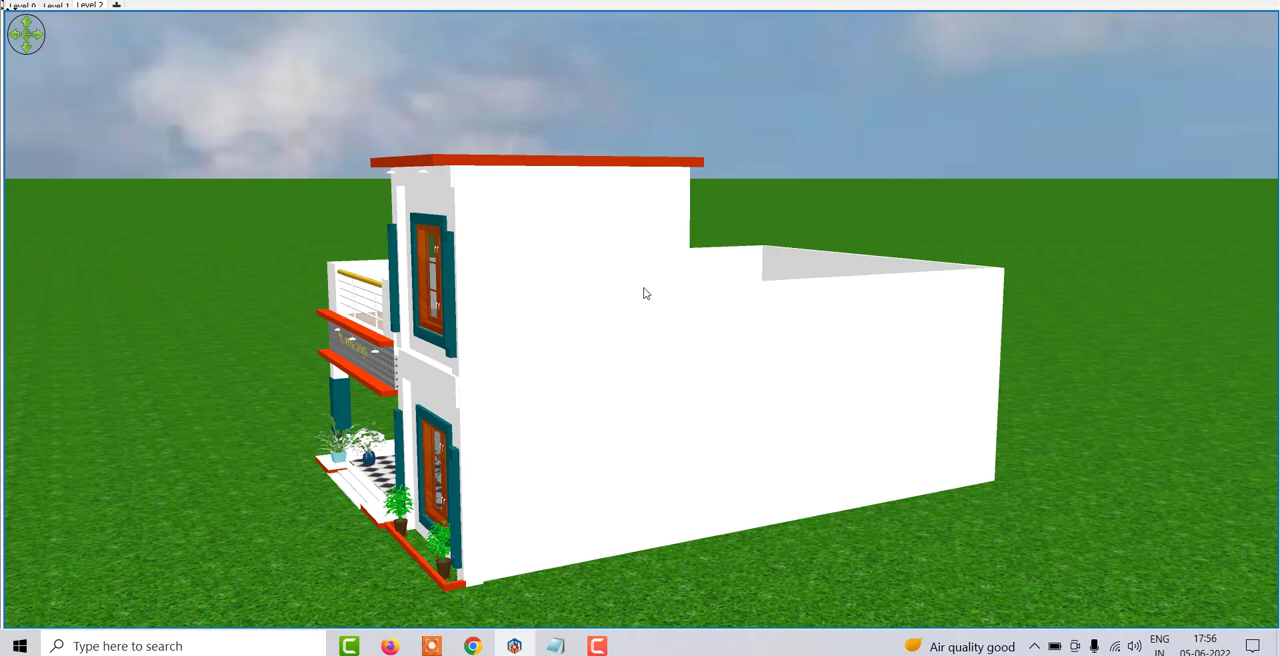 Level 0 Level 1 Level 2
Type here to search
Air quality good
ENG
IN
17:56
05-06-2022